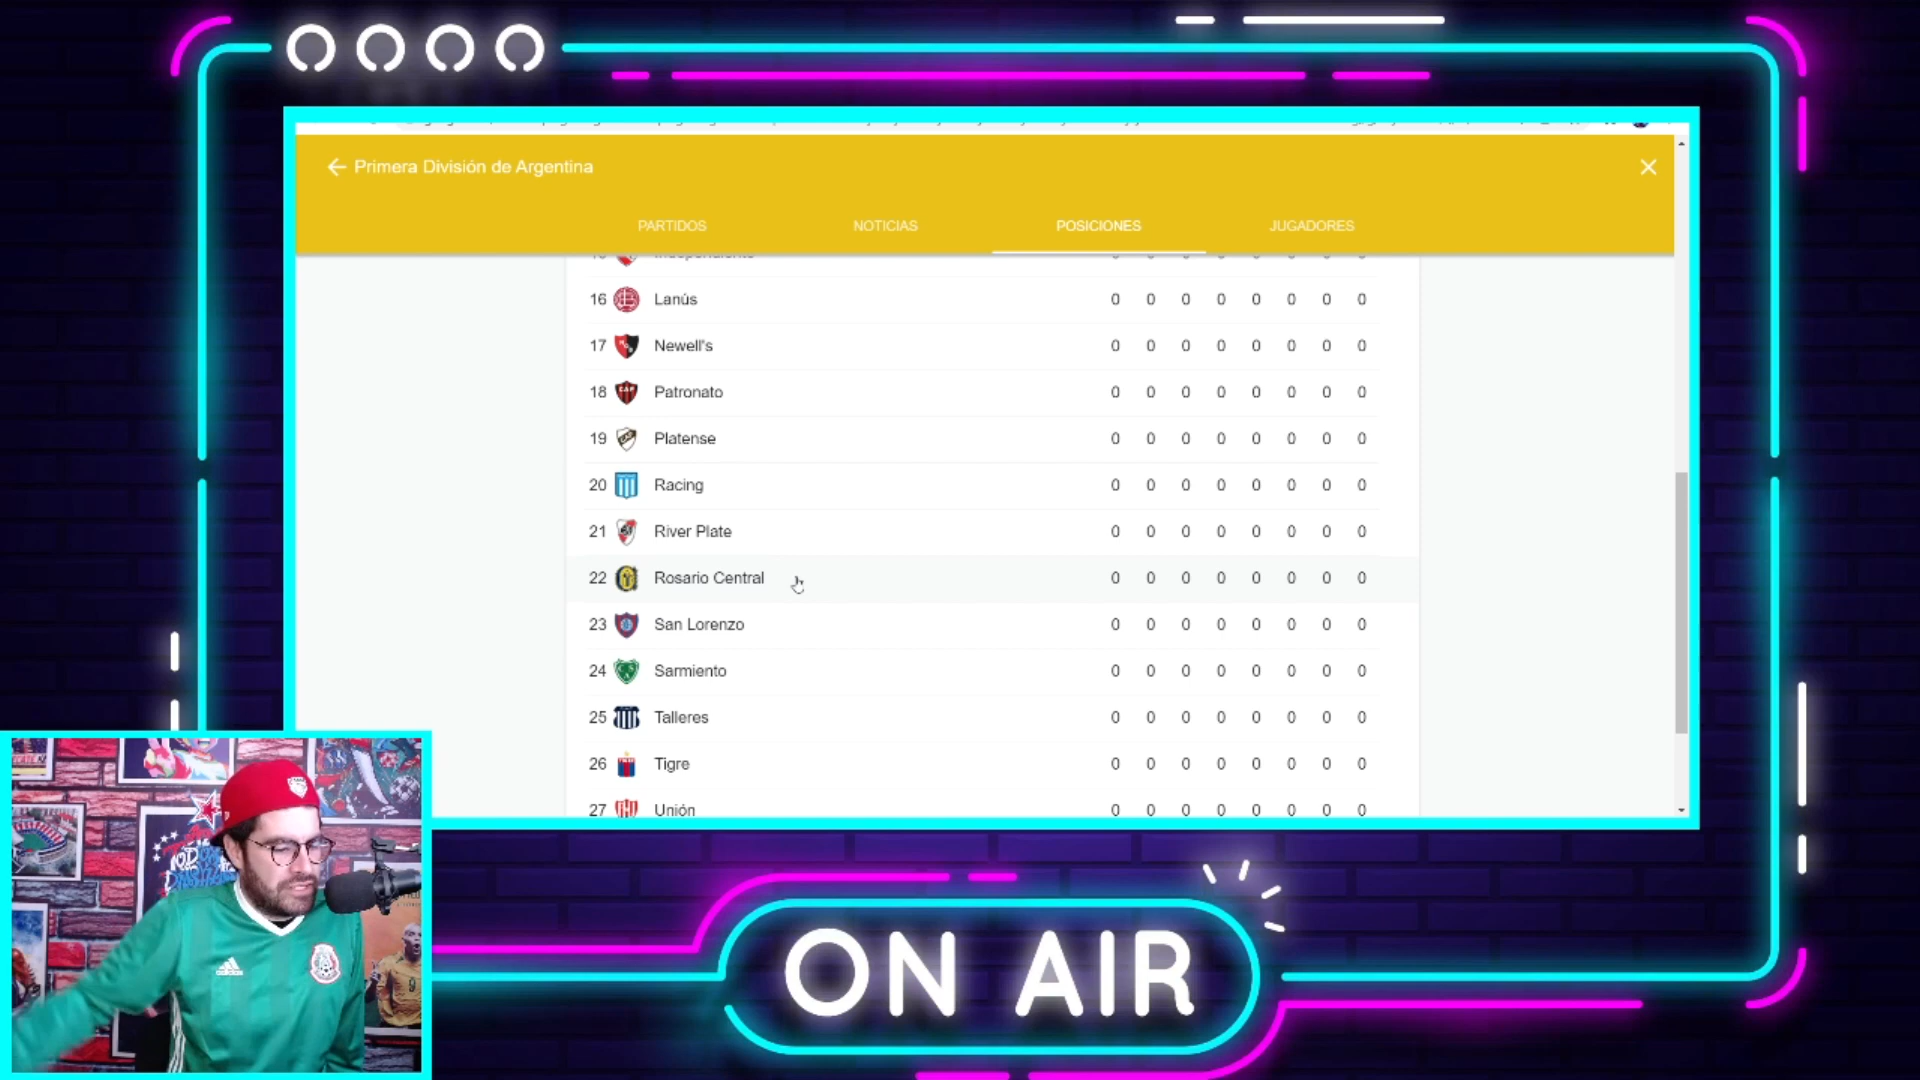 Primera División de Argentina
PARTIDOS NOTICIAS POSICIONES JUGADORES
16 Lanús 0 0 0 0 0 0 0 0
17 Newell's 0 0 0 0 0 0 0 0
18 Patronato 0 0 0 0 0 0 0 0
19 Platense 0 0 0 0 0 0 0 0
20 Racing 0 0 0 0 0 0 0 0
21 River Plate 0 0 0 0 0 0 0 0
22 Rosario Central 0 0 0 0 0 0 0 0
23 San Lorenzo 0 0 0 0 0 0 0 0
24 Sarmiento 0 0 0 0 0 0 0 0
25 Talleres 0 0 0 0 0 0 0 0
26 Tigre 0 0 0 0 0 0 0 0
27 Unión 0 0 0 0 0 0 0 0
adidas
ON AIR